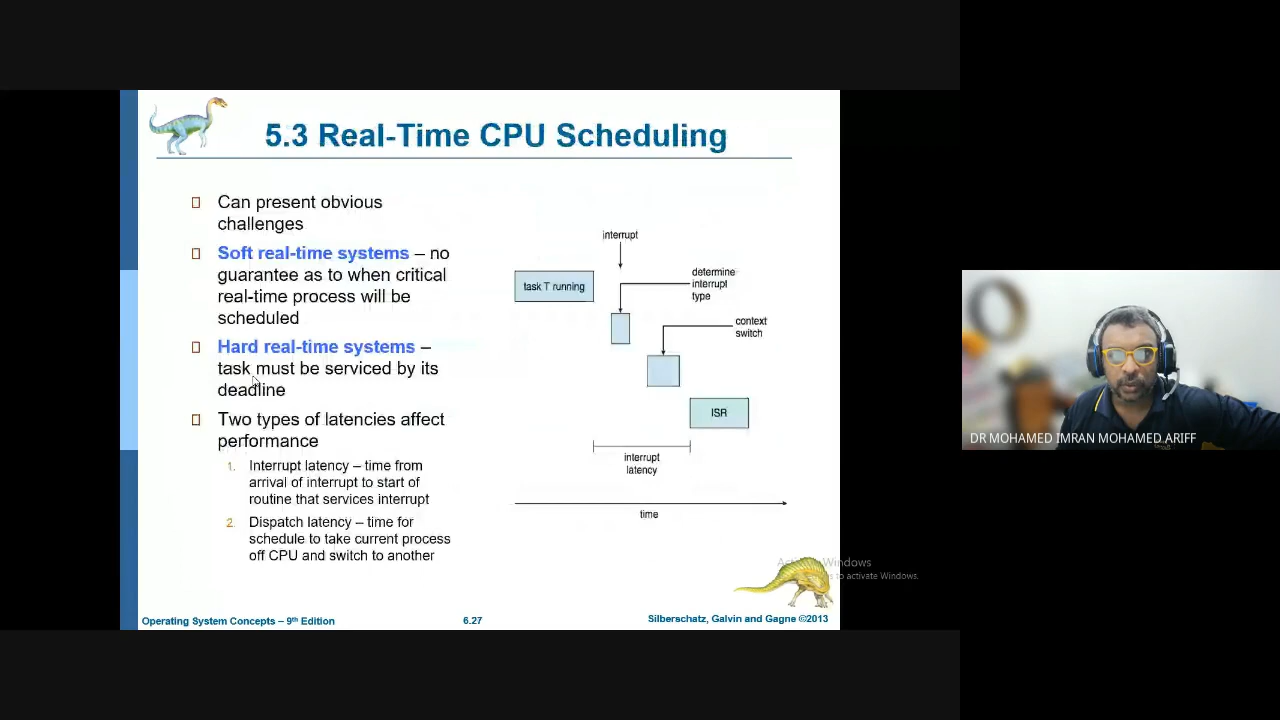 5.3 Real-Time CPU Scheduling
Can present obvious
challenges
Soft real-time systems – no
guarantee as to when critical
real-time process will be
scheduled
Hard real-time systems –
task must be serviced by its
deadline
Two types of latencies affect
performance
1. Interrupt latency – time from
arrival of interrupt to start of
routine that services interrupt
2. Dispatch latency – time for
schedule to take current process
off CPU and switch to another
interrupt
task T running
determine
interrupt
type
context
switch
ISR
interrupt
latency
time
Windows
to activate Windows.
Operating System Concepts – 9th Edition
6.27
Silberschatz, Galvin and Gagne ©2013
DR MOHAMED IMRAN MOHAMED ARIFF